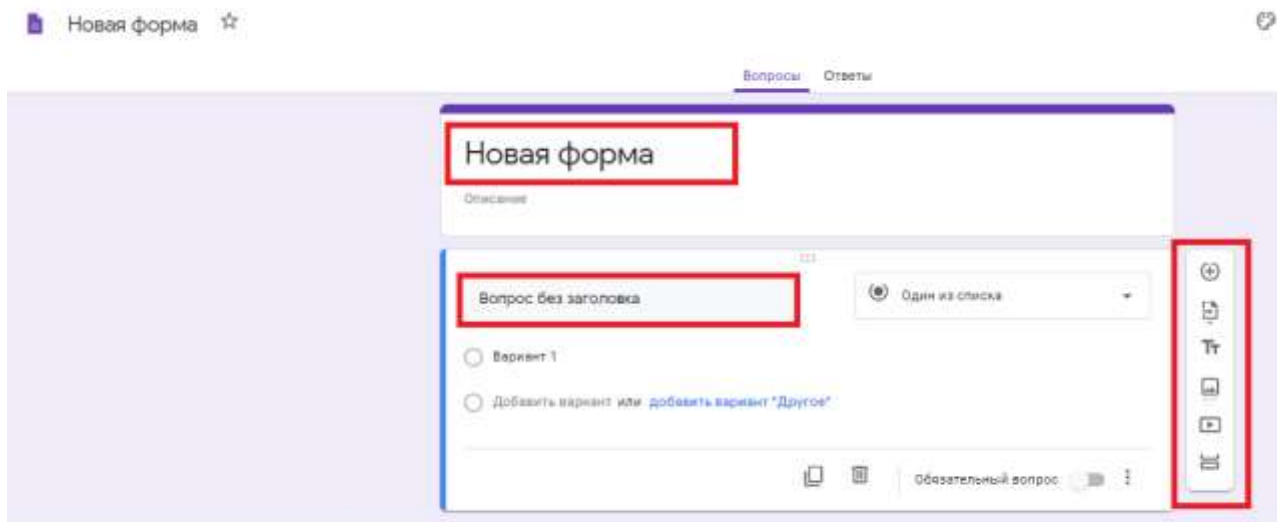 Новая форма
Вопросы Ответы
Новая форма
Описание
Вопрос без заголовка
Один из списка
Вариант 1
Добавить вариант или добавить вариант "Другое"
Обязательный вопрос